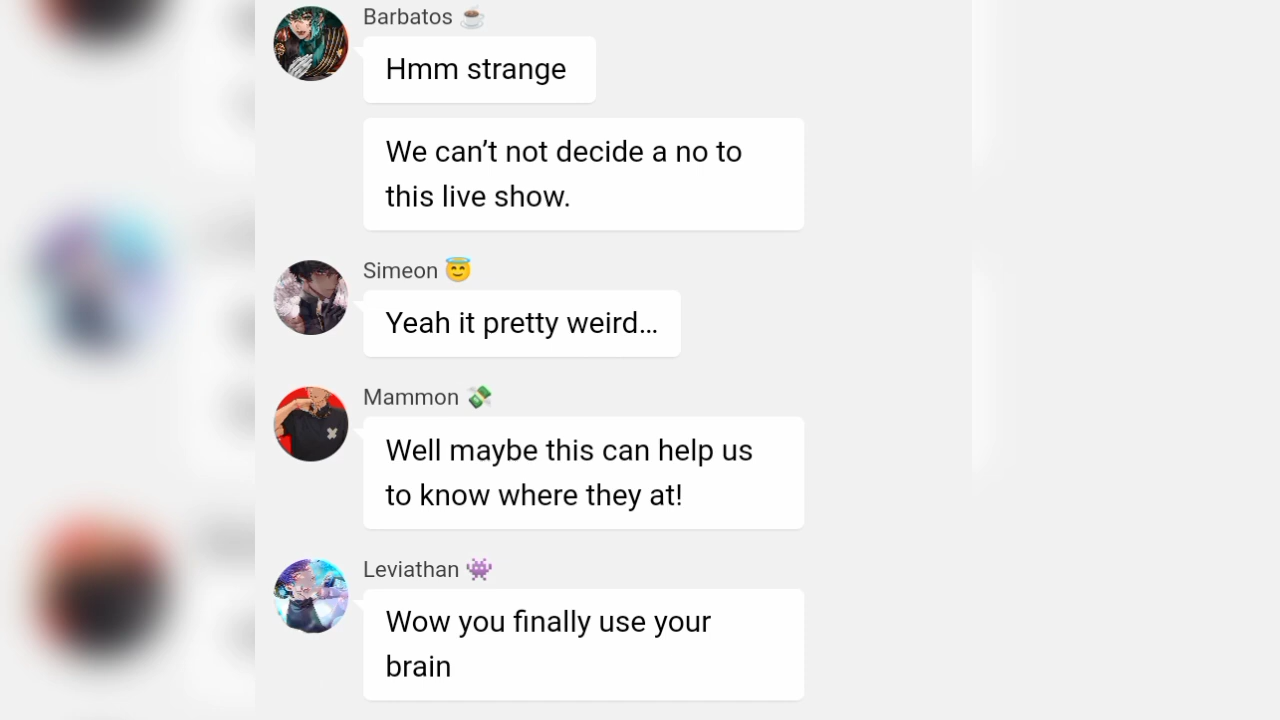 Barbatos ☕
Hmm strange
We can’t not decide a no to
this live show.
Simeon 😇
Yeah it pretty weird...
Mammon 💸
Well maybe this can help us
to know where they at!
Leviathan 👾
Wow you finally use your
brain